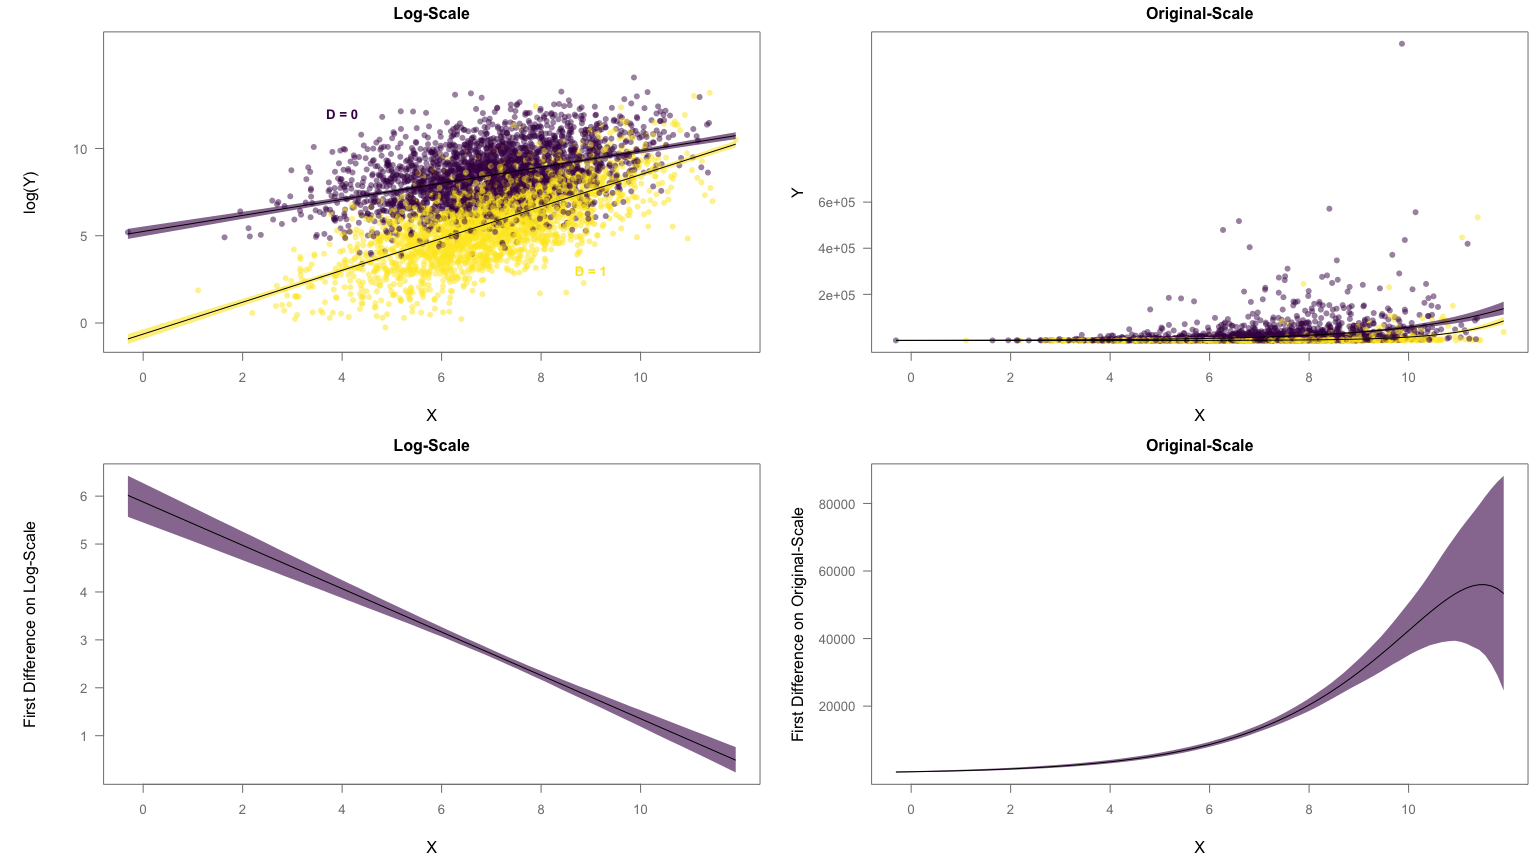 Log-Scale
log(Y)
10
5
0
D = 0
D = 1
0 2 4 6 8 10
X
Original-Scale
Y
6e+05
4e+05
2e+05
0 2 4 6 8 10
X
Log-Scale
First Difference on Log-Scale
6
5
4
3
2
1
0 2 4 6 8 10
X
Original-Scale
First Difference on Original-Scale
80000
60000
40000
20000
0 2 4 6 8 10
X